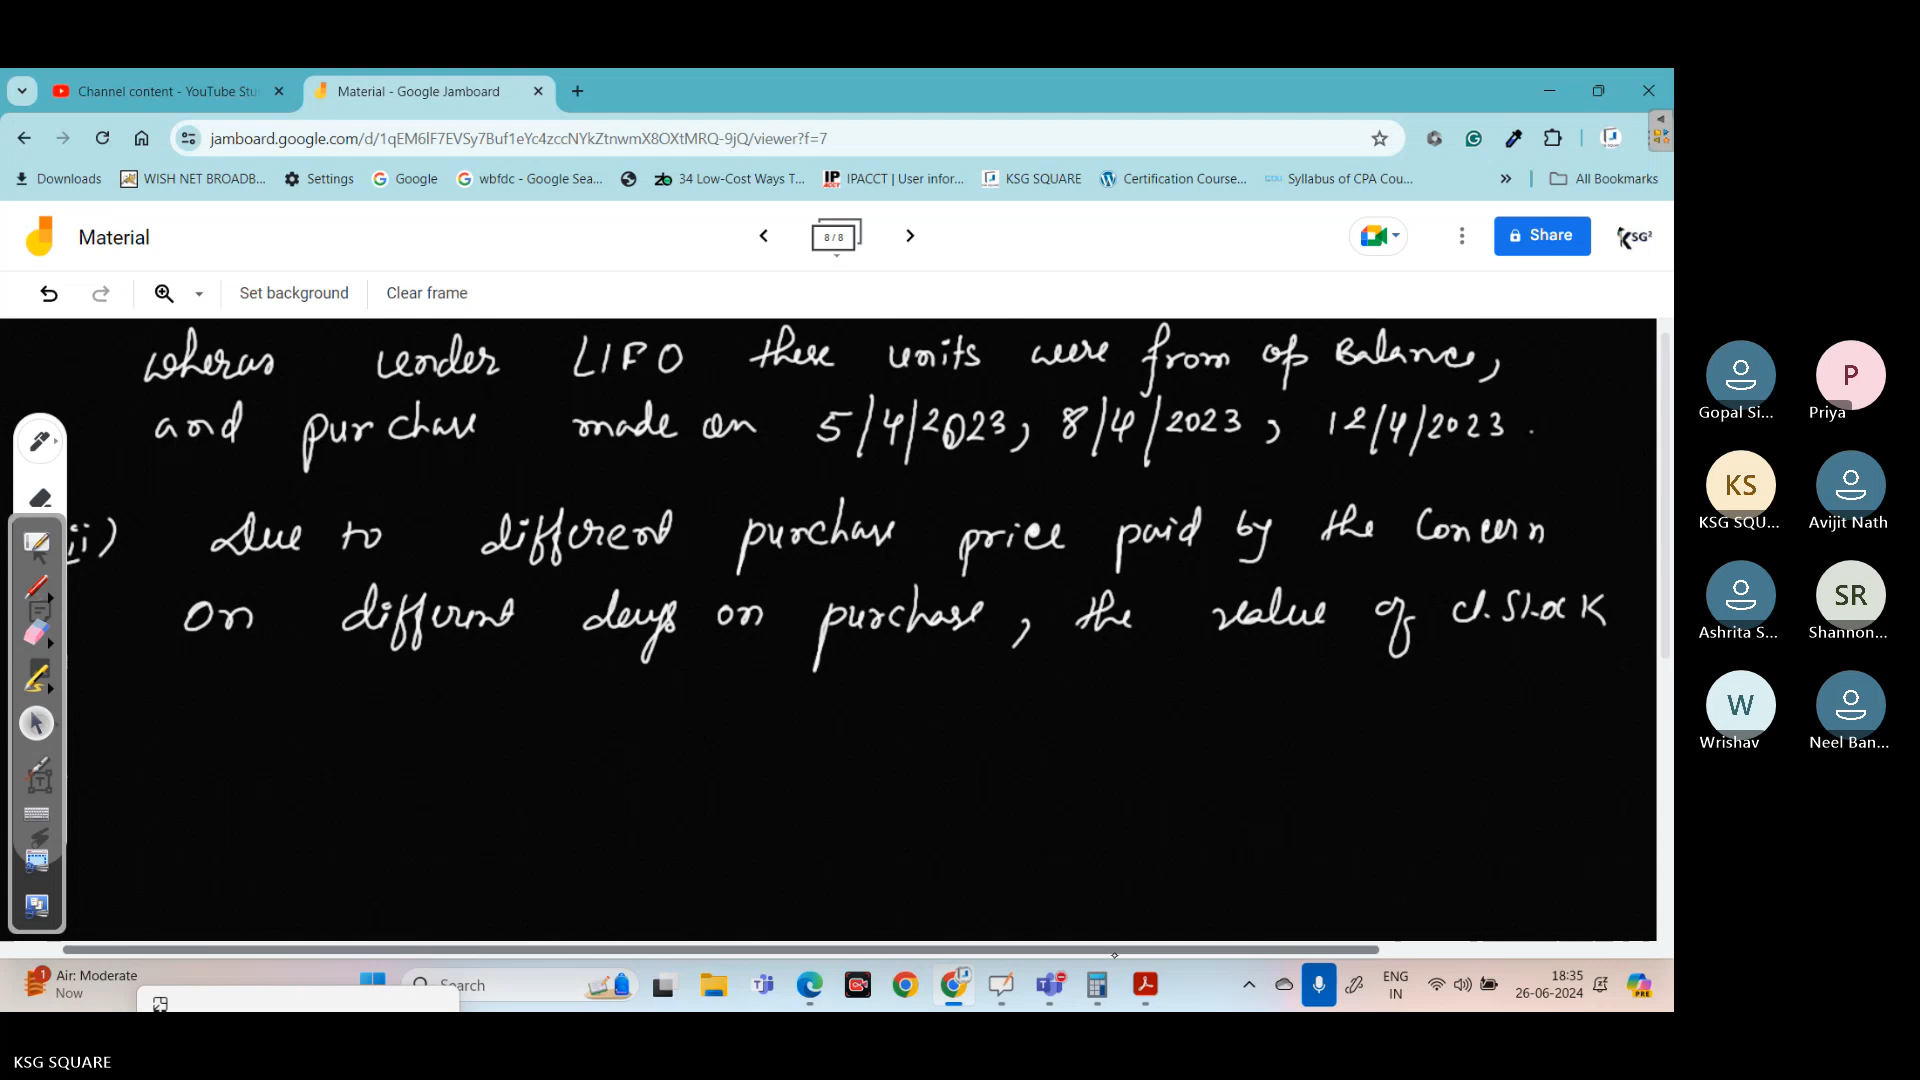 Channel content - YouTube Stu
Material - Google Jamboard
jamboard.google.com/d/1qEM6lF7EVSy7Buf1eYc4zccNYkZtnwmX8OXtMRQ-9jQ/viewer?f=7
Downloads WISH NET BROADB... Settings Google wbfdc - Google Sea... 34 Low-Cost Ways T... IPACCT | User infor... KSG SQUARE Certification Course... Syllabus of CPA Cou... » All Bookmarks
Material 8 / 8 Share KSG²
Set background Clear frame
wheras under LIFO these units were from op Balance,
and purchase made on 5/4/2023, 8/4/2023, 12/4/2023.
ii) Due to different purchase price paid by the Concern
on different days on purchase, the value of cl. Stock
Gopal Si... P Priya
KS KSG SQU... Avijit Nath
Ashrita S... SR Shannon...
W Wrishav Neel Ban...
1 Air: Moderate
Now
Search
ENG
IN
18:35
26-06-2024
PRE
KSG SQUARE